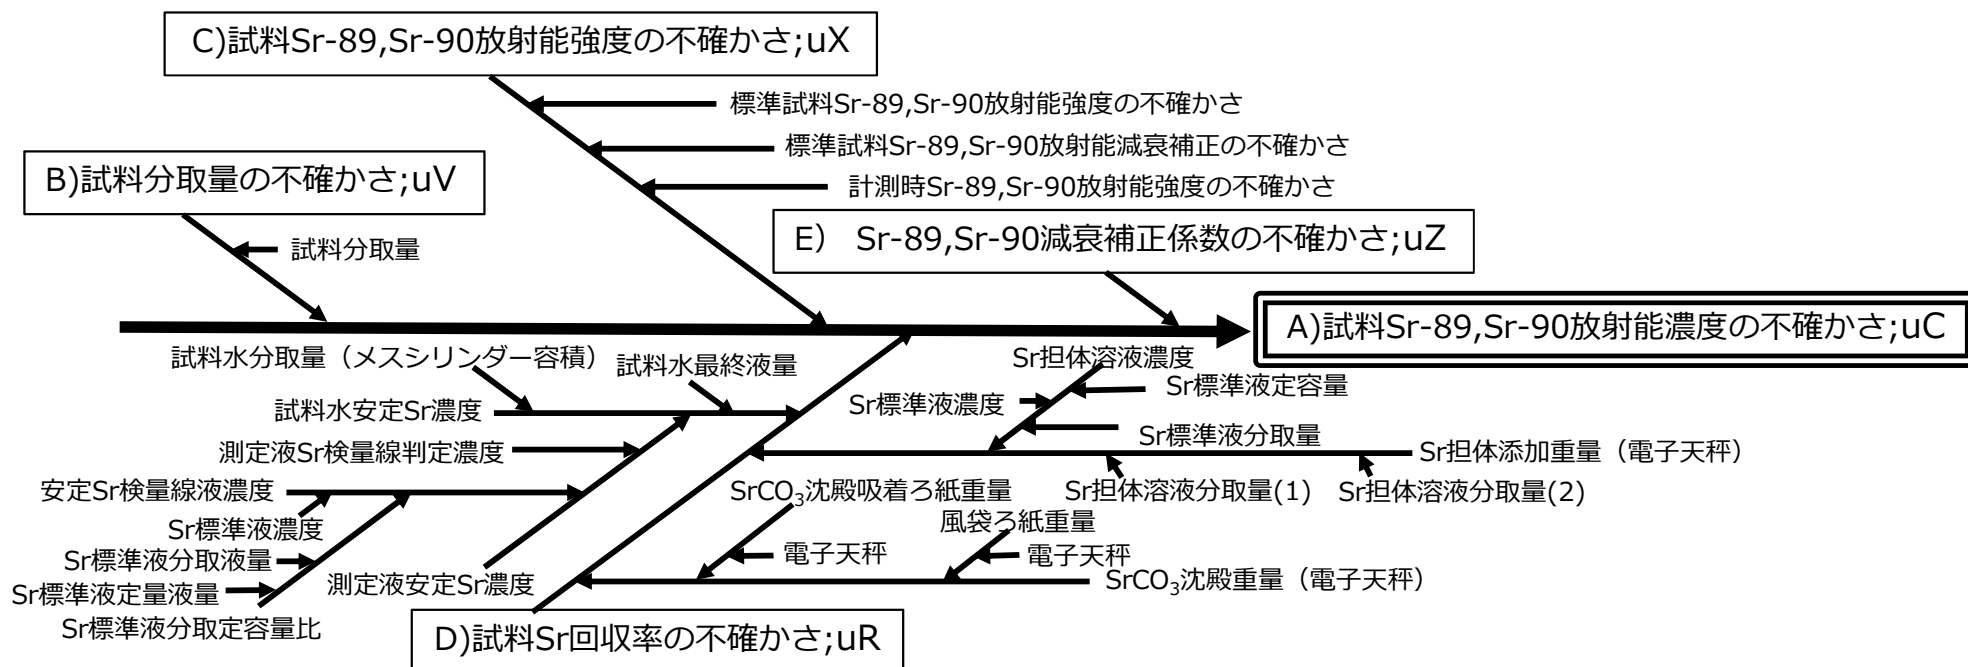 C)試料Sr-89,Sr-90放射能強度の不確かさ;uX
標準試料Sr-89,Sr-90放射能強度の不確かさ
標準試料Sr-89,Sr-90放射能減衰補正の不確かさ
計測時Sr-89,Sr-90放射能強度の不確かさ
B)試料分取量の不確かさ;uV
試料分取量
E） Sr-89,Sr-90減衰補正係数の不確かさ;uZ
A)試料Sr-89,Sr-90放射能濃度の不確かさ;uC
試料水分取量（メスシリンダー容積）
試料水最終液量
試料水安定Sr濃度
測定液Sr検量線判定濃度
安定Sr検量線液濃度
Sr標準液濃度
Sr標準液分取液量
Sr標準液定量液量
Sr標準液分取定容量比
測定液安定Sr濃度
Sr担体溶液濃度
Sr標準液定容量
Sr標準液濃度
Sr標準液分取量
Sr担体添加重量（電子天秤）
Sr担体溶液分取量(1)
Sr担体溶液分取量(2)
SrCO₃沈殿吸着ろ紙重量
風袋ろ紙重量
電子天秤
電子天秤
SrCO₃沈殿重量（電子天秤）
D)試料Sr回収率の不確かさ;uR